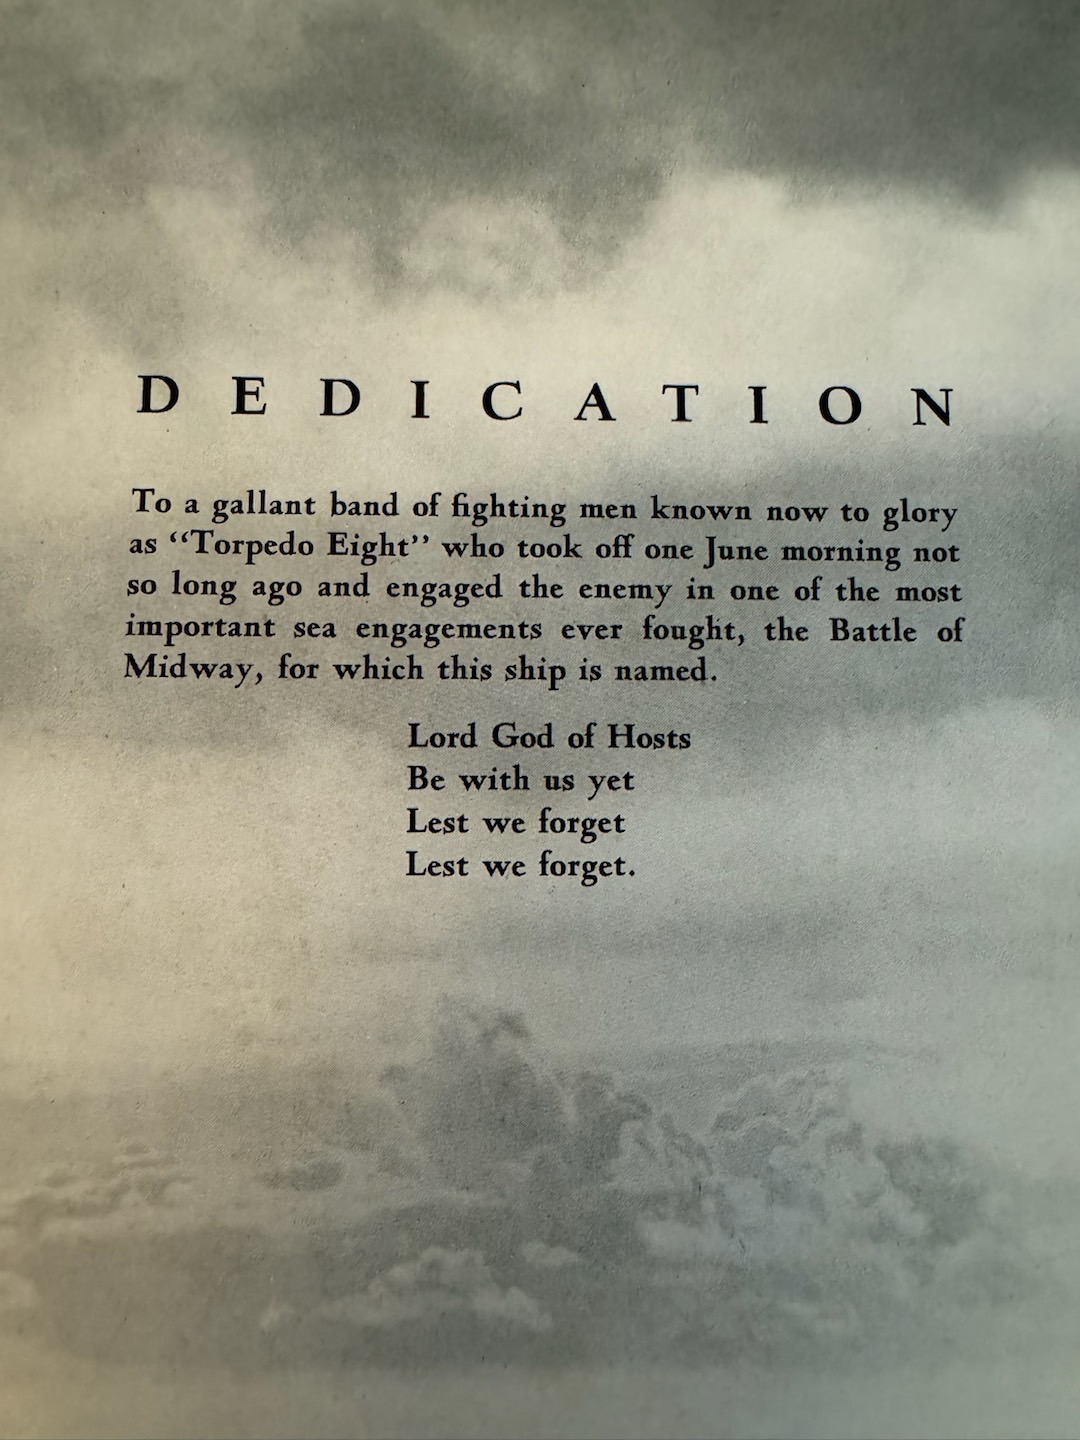 DEDICATION
To a gallant band of fighting men known now to glory
as “Torpedo Eight” who took off one June morning not
so long ago and engaged the enemy in one of the most
important sea engagements ever fought, the Battle of
Midway, for which this ship is named.
Lord God of Hosts
Be with us yet
Lest we forget
Lest we forget.